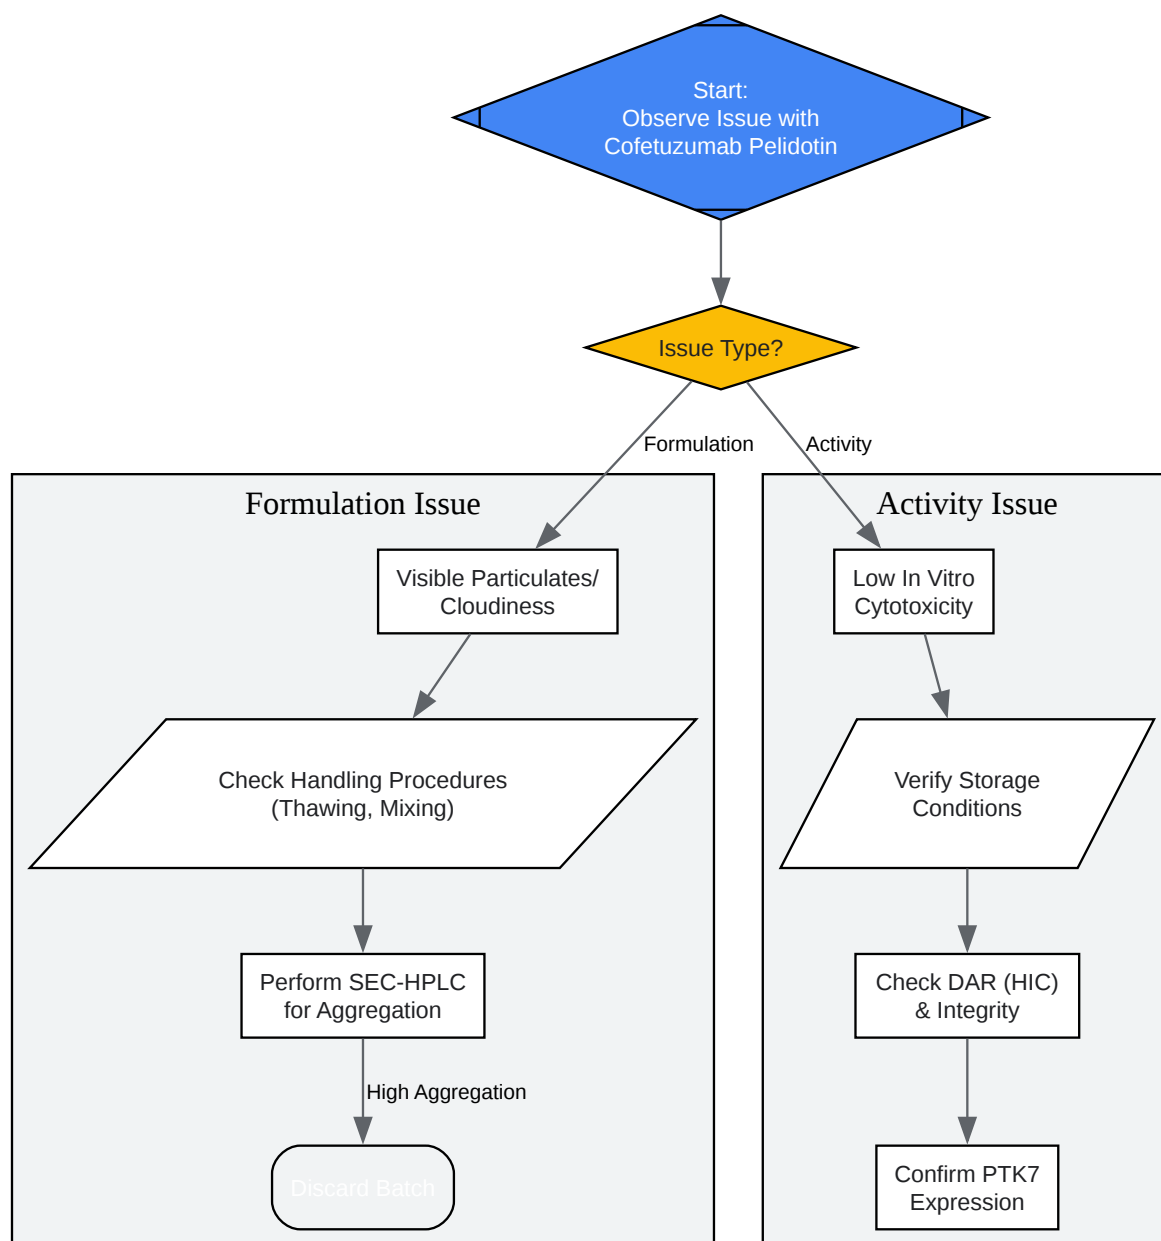 Start:
Observe Issue with
Cofetuzumab Pelidotin
Issue Type?
Formulation
Activity
Formulation Issue
Visible Particulates/
Cloudiness
Check Handling Procedures
(Thawing, Mixing)
Perform SEC-HPLC
for Aggregation
High Aggregation
Discard Batch
Activity Issue
Low In Vitro
Cytotoxicity
Verify Storage
Conditions
Check DAR (HIC)
& Integrity
Confirm PTK7
Expression